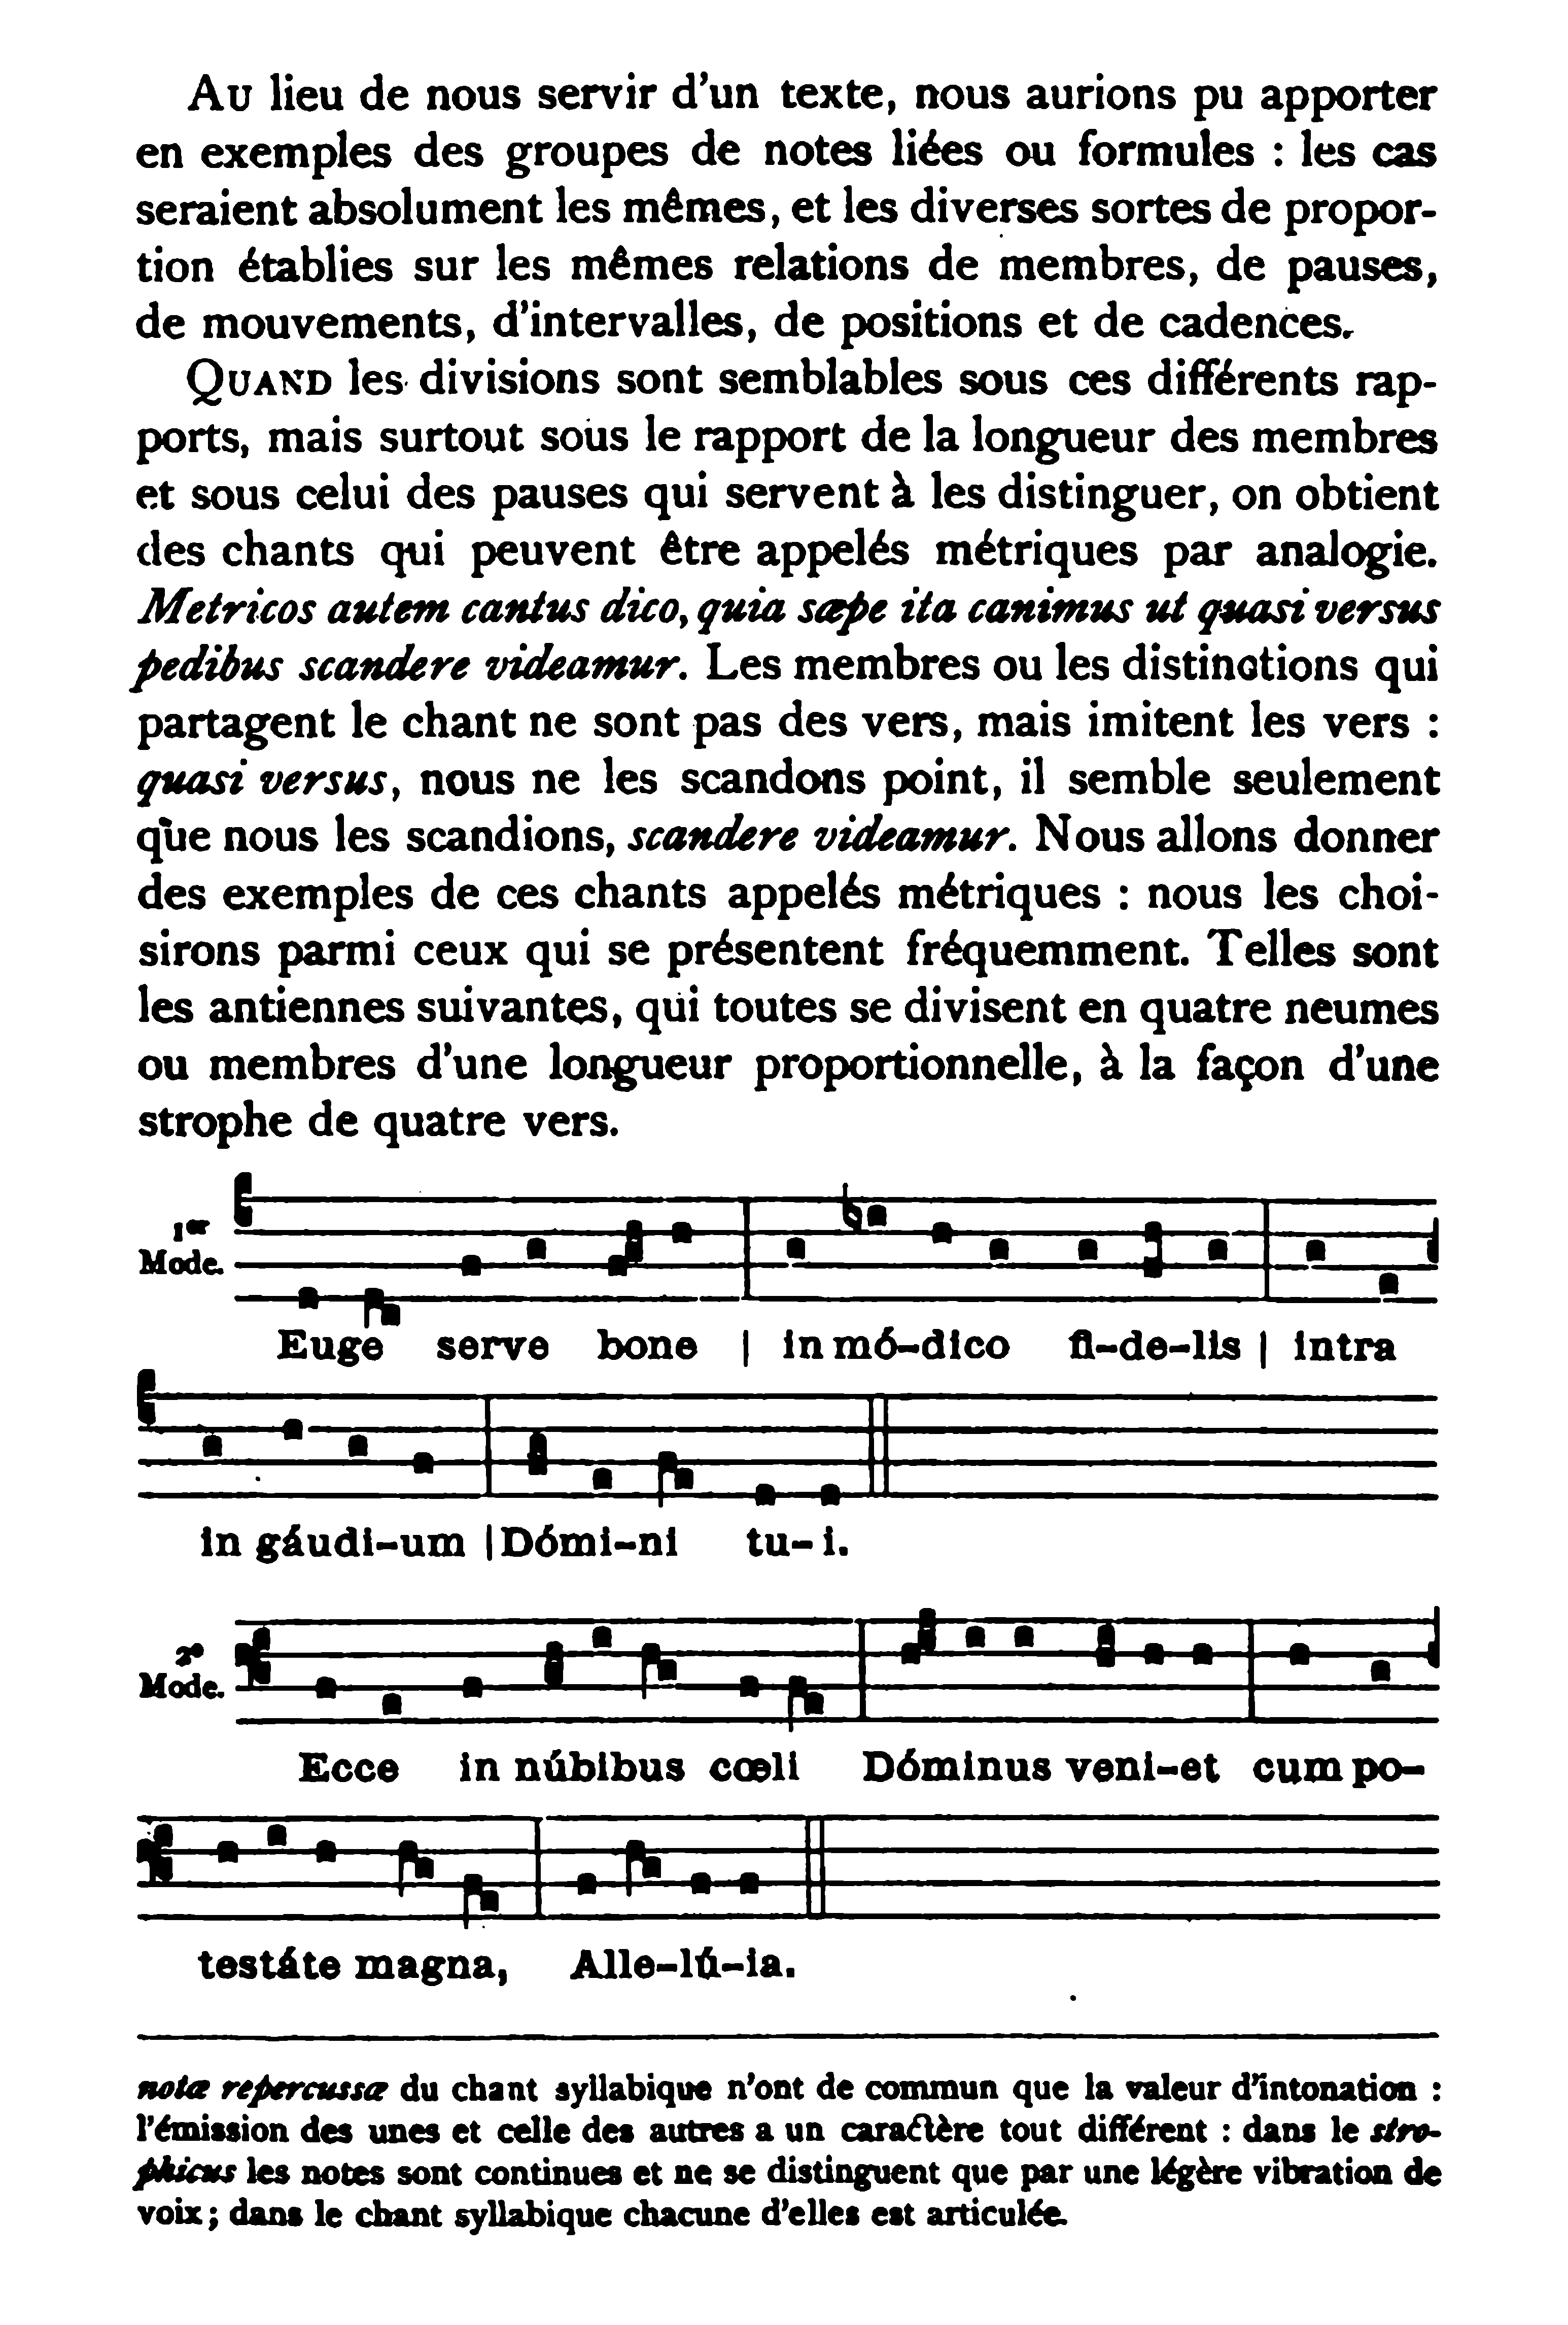 Au lieu de nous servir d'un texte, nous aurions pu apporter
en exemples des groupes de notes liées ou formules : les cas
seraient absolument les mêmes, et les diverses sortes de propor-
tion établies sur les mêmes relations de membres, de pauses,
de mouvements, d'intervalles, de positions et de cadences.
Quand les divisions sont semblables sous ces différents rap-
ports, mais surtout sous le rapport de la longueur des membres
et sous celui des pauses qui servent à les distinguer, on obtient
des chants qui peuvent être appelés métriques par analogie.
Metricos autem cantus dico, quia sæpe ita canimus ut quasi versus
pedibus scandere videamur. Les membres ou les distinctions qui
partagent le chant ne sont pas des vers, mais imitent les vers :
quasi versus, nous ne les scandons point, il semble seulement
que nous les scandions, scandere videamur. Nous allons donner
des exemples de ces chants appelés métriques : nous les choi-
sirons parmi ceux qui se présentent fréquemment. Telles sont
les antiennes suivantes, qui toutes se divisent en quatre neumes
ou membres d'une longueur proportionnelle, à la façon d'une
strophe de quatre vers.
1er
Mode.
Euge serve bone | in mó-dico fi-de-lis | intra
in gáudi-um | Dómi-ni tu-i.
2e
Mode.
Ecce in núbibus cœli Dóminus veni-et cum po-
testáte magna, Alle-lú-ia.
notæ repercussæ du chant syllabique n'ont de commun que la valeur d'intonation :
l'émission des unes et celle des autres a un caractère tout différent : dans le stro-
phicus les notes sont continues et ne se distinguent que par une légère vibration de
voix ; dans le chant syllabique chacune d'elles est articulée.